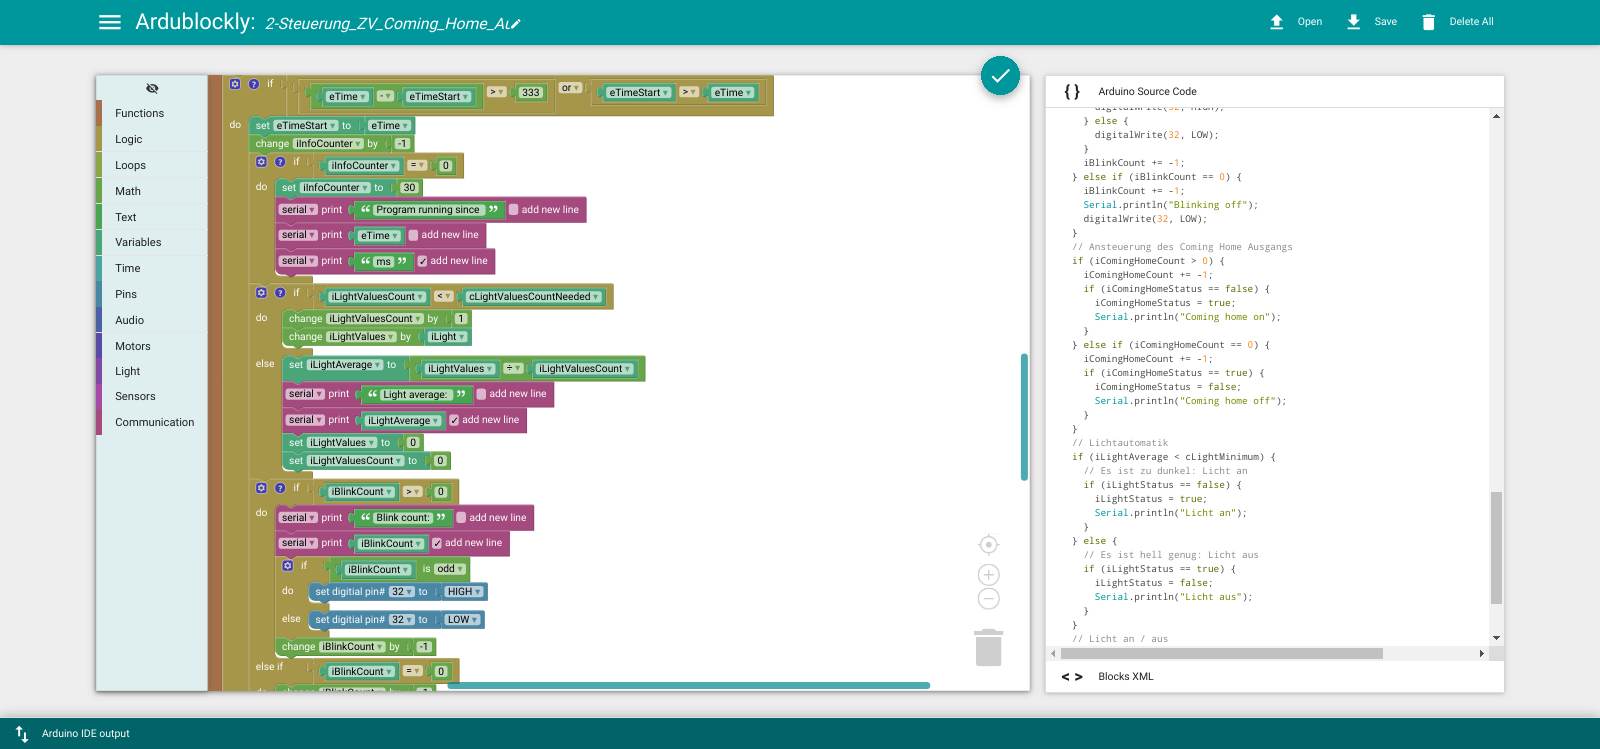 Ardublockly: 2-Steuerung_ZV_Coming_Home_Au
Open
Save
Delete All
Functions
Logic
Loops
Math
Text
Variables
Time
Pins
Audio
Motors
Light
Sensors
Communication
if eTime - eTimeStart > 333 or eTimeStart > eTime
do set eTimeStart to eTime
change iInfoCounter by -1
if iInfoCounter = 0
do set iInfoCounter to 30
serial print “ Program running since ” add new line
serial print eTime add new line
serial print “ ms ” add new line
if iLightValuesCount < cLightValuesCountNeeded
do change iLightValuesCount by 1
change iLightValues by iLight
else set iLightAverage to iLightValues ÷ iLightValuesCount
serial print “ Light average: ” add new line
serial print iLightAverage add new line
set iLightValues to 0
set iLightValuesCount to 0
if iBlinkCount > 0
do serial print “ Blink count: ” add new line
serial print iBlinkCount add new line
if iBlinkCount is odd
do set digitial pin# 32 to HIGH
else set digitial pin# 32 to LOW
change iBlinkCount by -1
else if iBlinkCount = 0
do change iBlinkCount by -1
{ } Arduino Source Code
digitalWrite(32, HIGH);
} else {
digitalWrite(32, LOW);
}
iBlinkCount += -1;
} else if (iBlinkCount == 0) {
iBlinkCount += -1;
Serial.println("Blinking off");
digitalWrite(32, LOW);
}
// Ansteuerung des Coming Home Ausgangs
if (iComingHomeCount > 0) {
iComingHomeCount += -1;
if (iComingHomeStatus == false) {
iComingHomeStatus = true;
Serial.println("Coming home on");
}
} else if (iComingHomeCount == 0) {
iComingHomeCount += -1;
if (iComingHomeStatus == true) {
iComingHomeStatus = false;
Serial.println("Coming home off");
}
}
// Lichtautomatik
if (iLightAverage < cLightMinimum) {
// Es ist zu dunkel: Licht an
if (iLightStatus == false) {
iLightStatus = true;
Serial.println("Licht an");
}
} else {
// Es ist hell genug: Licht aus
if (iLightStatus == true) {
iLightStatus = false;
Serial.println("Licht aus");
}
}
// Licht an / aus
< > Blocks XML
Arduino IDE output